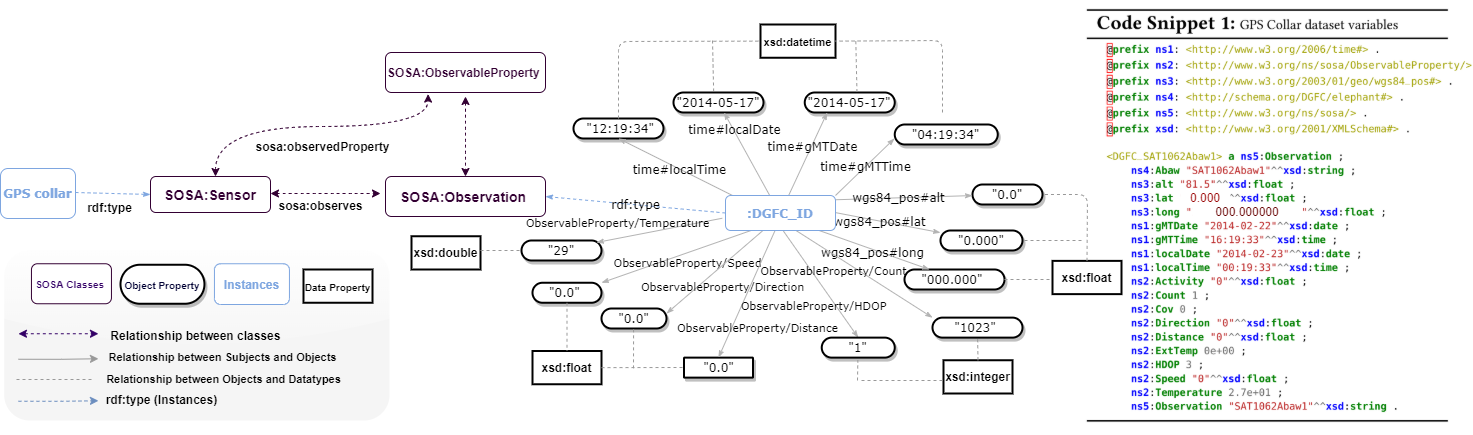 SOSA:ObservableProperty
sosa:observedProperty
GPS collar
rdf:type
SOSA:Sensor
sosa:observes
SOSA:Observation
rdf:type
:DGFC_ID
xsd:datetime
"12:19:34"
"2014-05-17"
"2014-05-17"
"04:19:34"
time#localTime
time#localDate
time#gMTDate
time#gMTTime
wgs84_pos#alt
"0.0"
wgs84_pos#lat
"0.000"
wgs84_pos#long
"000.000"
xsd:float
ObservableProperty/Temperature
"29"
xsd:double
ObservableProperty/Speed
"0.0"
ObservableProperty/Direction
"0.0"
ObservableProperty/Distance
"0.0"
xsd:float
ObservableProperty/HDOP
"1"
ObservableProperty/Count
"1023"
xsd:integer
SOSA Classes
Object Property
Instances
Data Property
Relationship between classes
Relationship between Subjects and Objects
Relationship between Objects and Datatypes
rdf:type (Instances)
Code Snippet 1: GPS Collar dataset variables
@prefix ns1: <http://www.w3.org/2006/time#> .
@prefix ns2: <http://www.w3.org/ns/sosa/ObservableProperty/>
@prefix ns3: <http://www.w3.org/2003/01/geo/wgs84_pos#> .
@prefix ns4: <http://schema.org/DGFC/elephant#> .
@prefix ns5: <http://www.w3.org/ns/sosa/> .
@prefix xsd: <http://www.w3.org/2001/XMLSchema#> .
<DGFC_SAT1062Abaw1> a ns5:Observation ;
ns4:Abaw "SAT1062Abaw1"^^xsd:string ;
ns3:alt "81.5"^^xsd:float ;
ns3:lat 0.000 ^^xsd:float ;
ns3:long " 000.000000 "^^xsd:float ;
ns1:gMTDate "2014-02-22"^^xsd:date ;
ns1:gMTTime "16:19:33"^^xsd:time ;
ns1:localDate "2014-02-23"^^xsd:date ;
ns1:localTime "00:19:33"^^xsd:time ;
ns2:Activity "0"^^xsd:float ;
ns2:Count 1 ;
ns2:Cov 0 ;
ns2:Direction "0"^^xsd:float ;
ns2:Distance "0"^^xsd:float ;
ns2:ExtTemp 0e+00 ;
ns2:HDOP 3 ;
ns2:Speed "0"^^xsd:float ;
ns2:Temperature 2.7e+01 ;
ns5:Observation "SAT1062Abaw1"^^xsd:string .